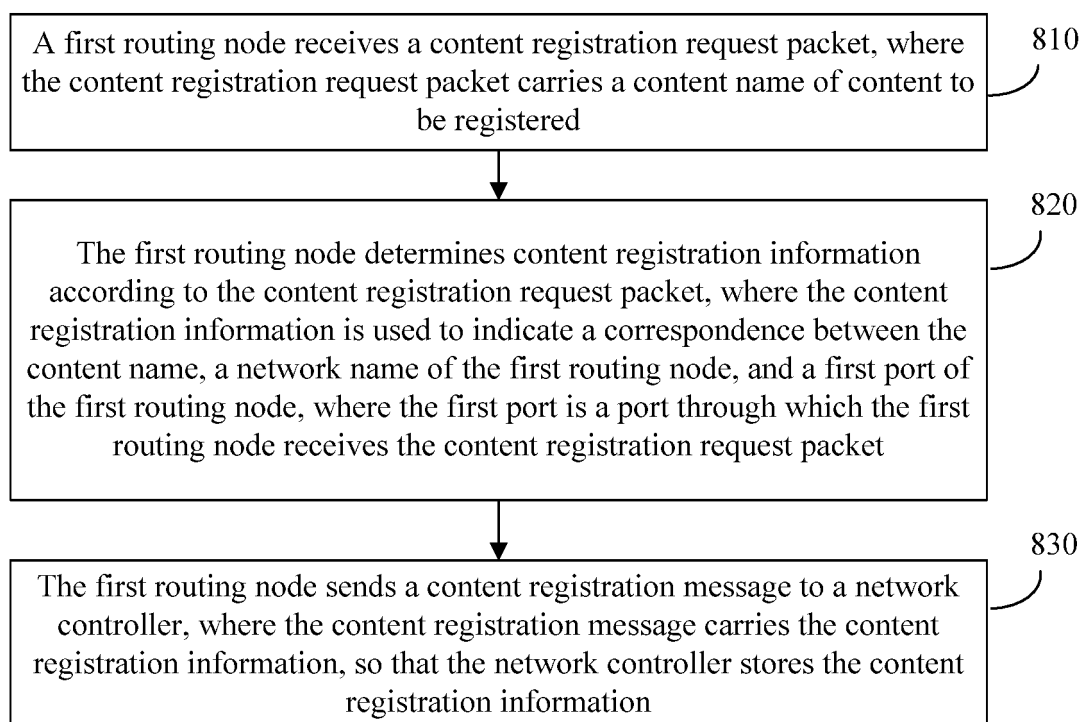 A first routing node receives a content registration request packet, where
the content registration request packet carries a content name of content to
be registered
810
The first routing node determines content registration information
according to the content registration request packet, where the content
registration information is used to indicate a correspondence between the
content name, a network name of the first routing node, and a first port of
the first routing node, where the first port is a port through which the first
routing node receives the content registration request packet
820
The first routing node sends a content registration message to a network
controller, where the content registration message carries the content
registration information, so that the network controller stores the content
registration information
830